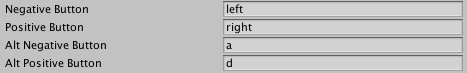 Negative Button left
Positive Button right
Alt Negative Button a
Alt Positive Button d